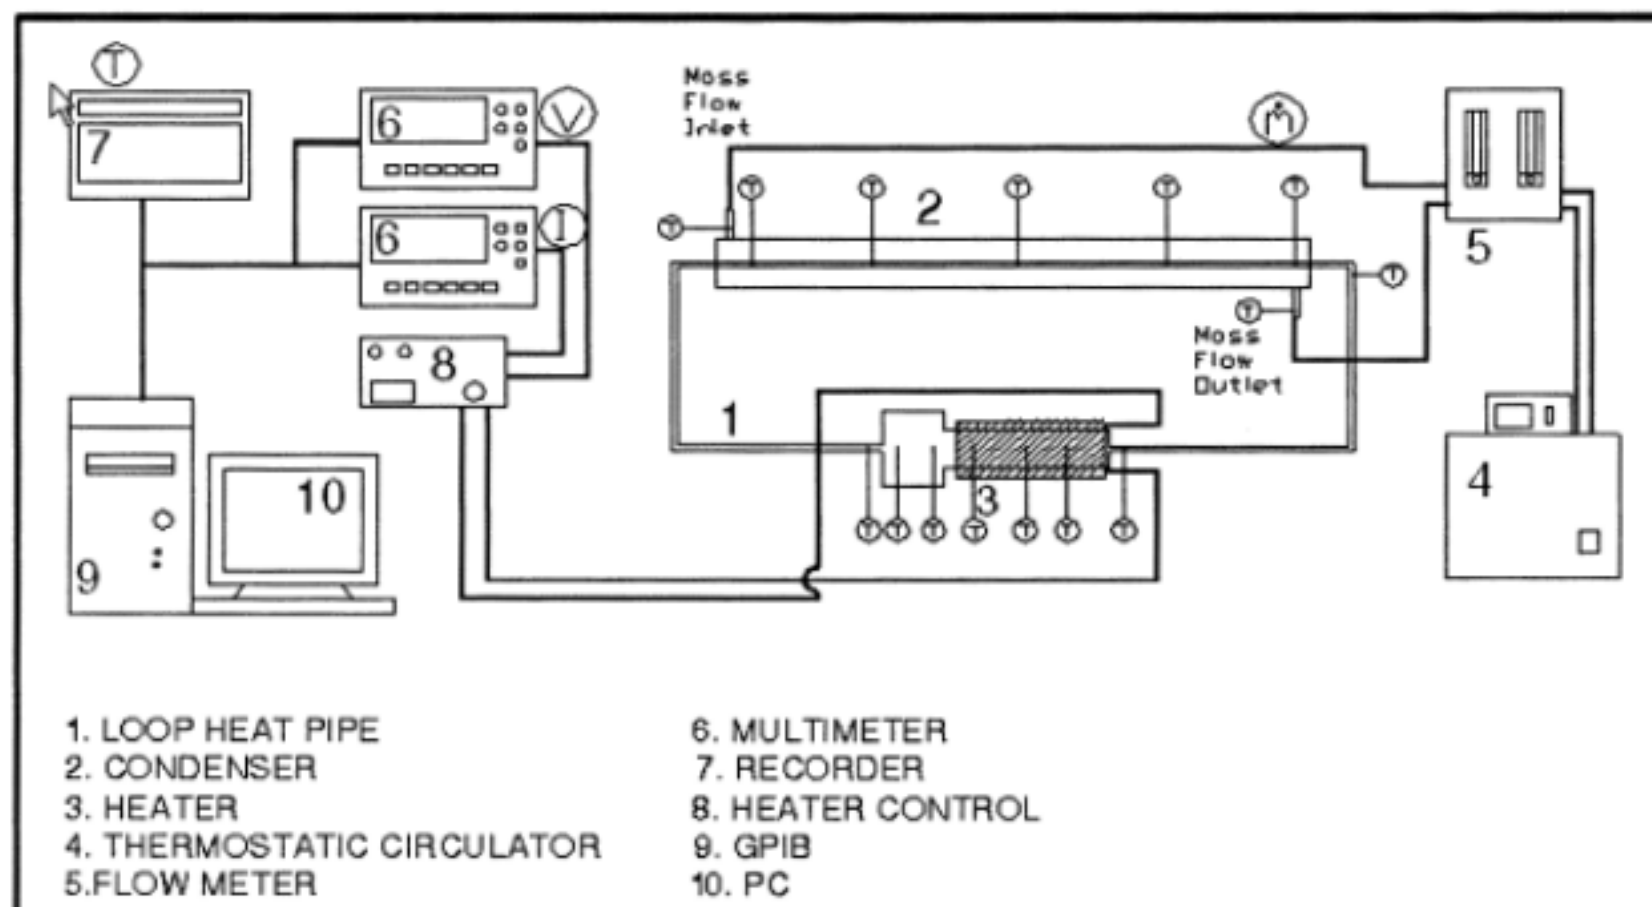 T
7
6
V
6
I
8
9
10
Moss
Flow
Inlet
Ṁ
T
T
T
T
T
T
2
T
T
Moss
Flow
Outlet
5
1
3
T
T
T
T
T
T
T
4
1. LOOP HEAT PIPE
2. CONDENSER
3. HEATER
4. THERMOSTATIC CIRCULATOR
5.FLOW METER
6. MULTIMETER
7. RECORDER
8. HEATER CONTROL
9. GPIB
10. PC